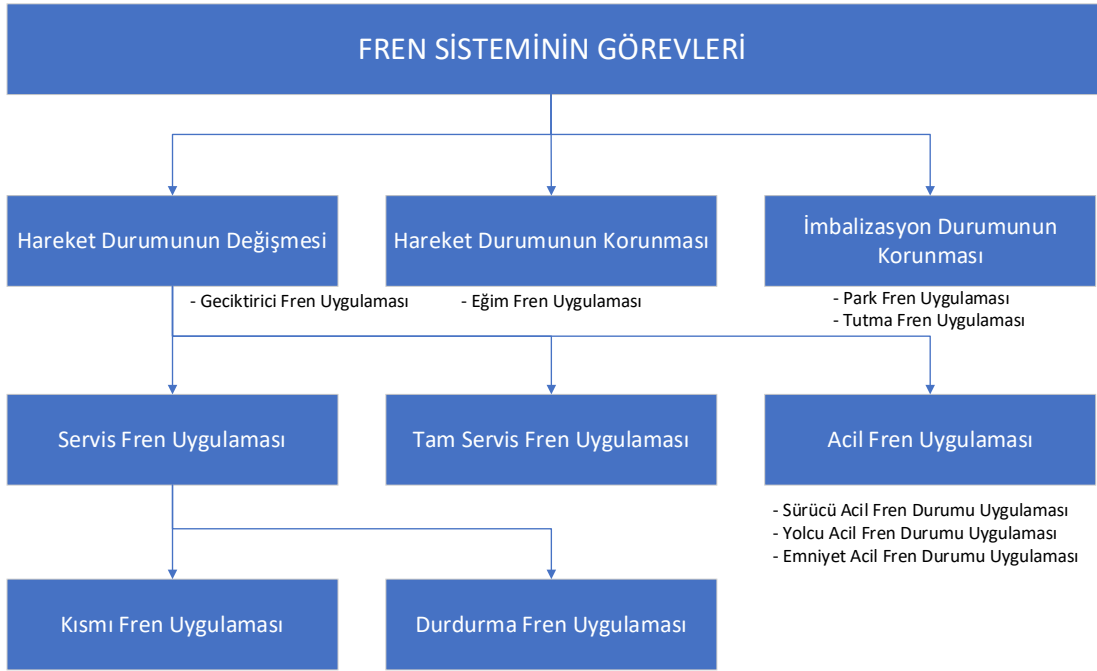 FREN SİSTEMİNİN GÖREVLERİ
Hareket Durumunun Değişmesi
Hareket Durumunun Korunması
İmbalizasyon Durumunun
Korunması
- Geciktirici Fren Uygulaması
- Eğim Fren Uygulaması
- Park Fren Uygulaması
- Tutma Fren Uygulaması
Servis Fren Uygulaması
Tam Servis Fren Uygulaması
Acil Fren Uygulaması
- Sürücü Acil Fren Durumu Uygulaması
- Yolcu Acil Fren Durumu Uygulaması
- Emniyet Acil Fren Durumu Uygulaması
Kısmı Fren Uygulaması
Durdurma Fren Uygulaması